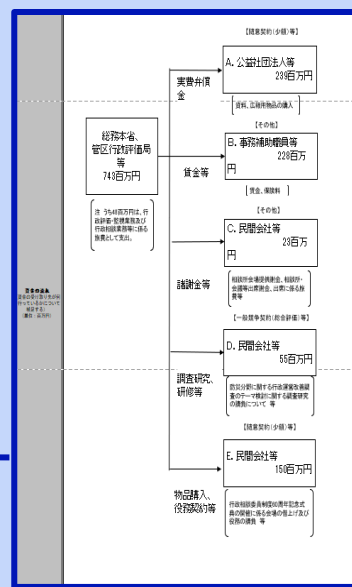 【随意契約(少額)等】
A. 公益社団法人等
239百万円
実費弁償
金
資料、広報用物品の購入
【その他】
総務本省、
管区行政評価局
等
743百万円
B. 事務補助職員等
228百万
円
賃金等
賃金、保険料
注 うち48百万円は、行
政評価・監視業務及び
行政相談業務等に係る
旅費として支出。
【その他】
C. 民間会社等
23百万
円
諸謝金等
相談所会場提供謝金、相談所・
会議等出席謝金、出席に係る旅
費等
資金の流れ
【一般競争契約(総合評価)等】
D. 民間会社等
55百万円
調査研究、
研修等
防災分野に関する行政運営改善調
査のテーマ検討に関する調査研究
の請負について 等
【随意契約(少額)等】
E. 民間会社等
150百万円
物品購入、
役務契約等
行政相談委員制度60周年記念式
典の開催に係る会場の借上げ及び
役務の請負 等